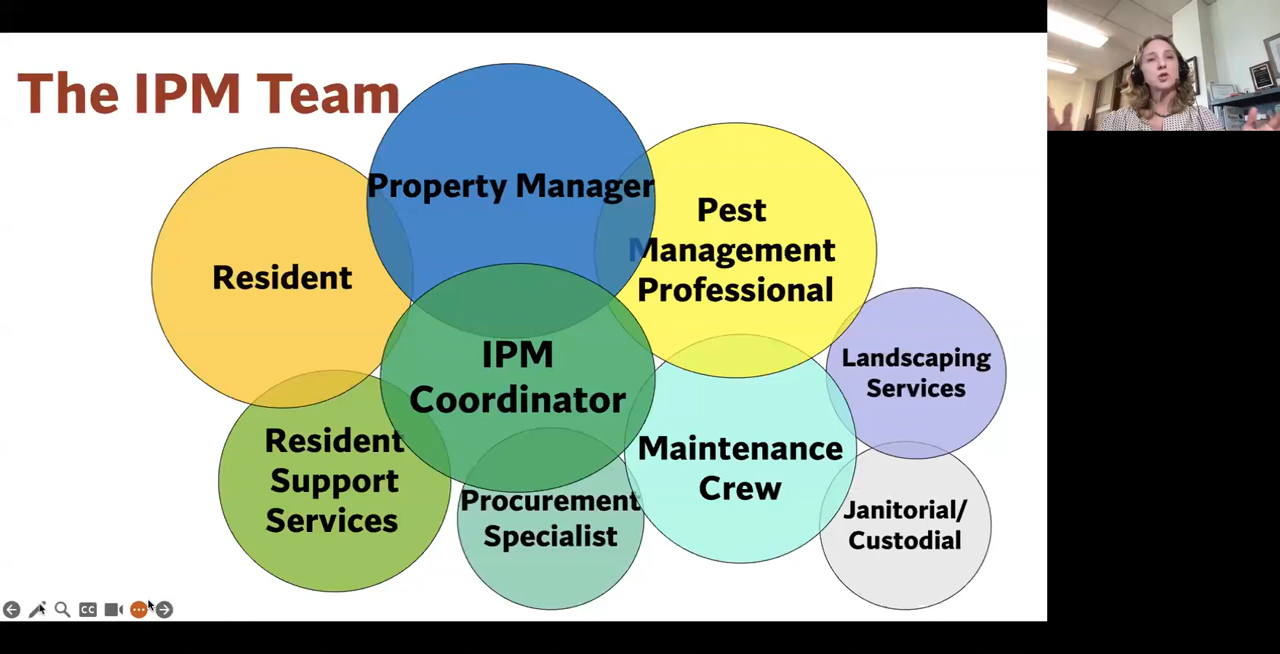 The IPM Team
Property Manager
Pest
Management
Professional
Resident
IPM
Coordinator
Landscaping
Services
Resident
Support
Services
Maintenance
Crew
Procurement
Specialist
Janitorial/
Custodial
CC